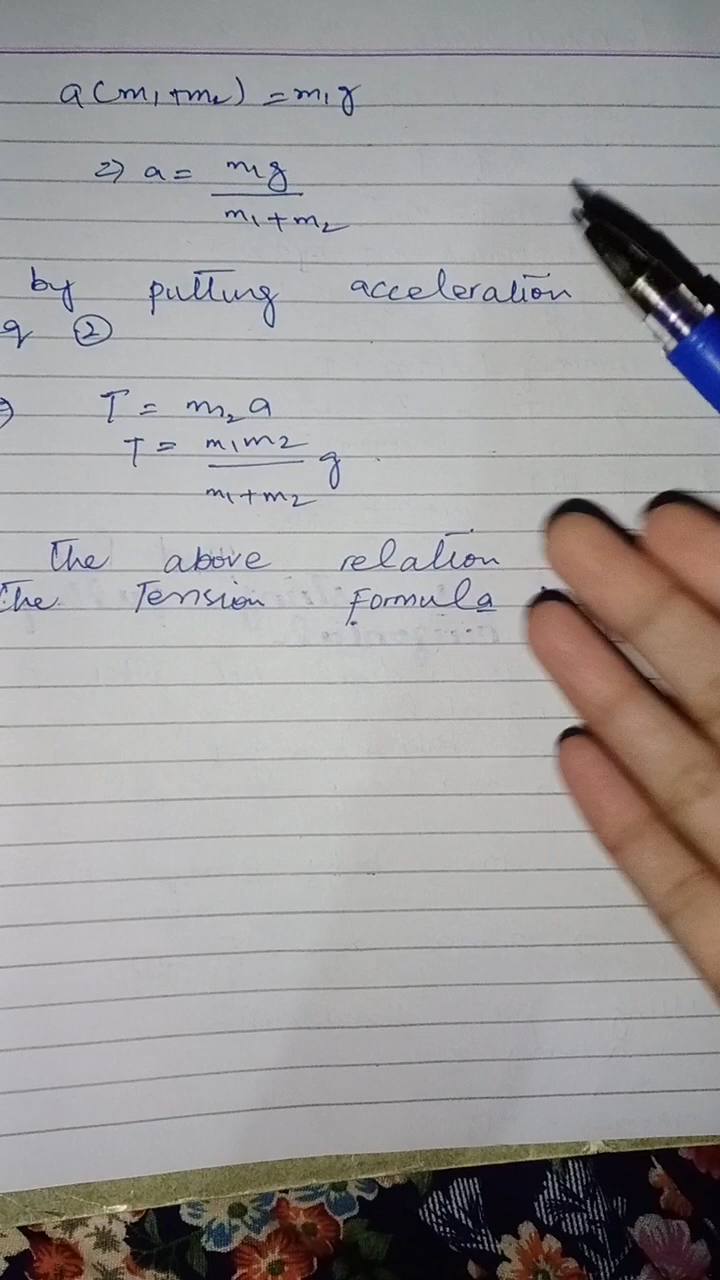 a(m₁+m₂) = m₁g
=> a = m₁g / m₁+m₂
by putting acceleration
q ②
T = m₂a
T = m₁m₂ / m₁+m₂ g
The above relation
The Tension Formula